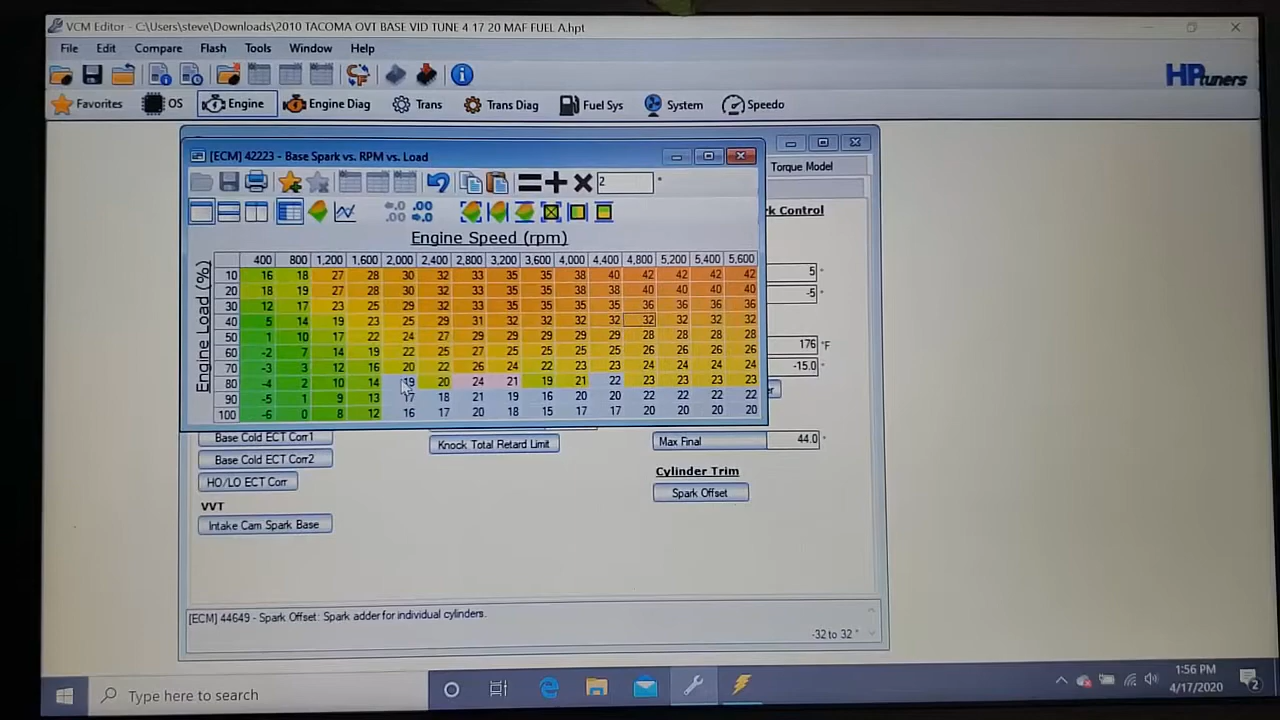 VCM Editor - C:\Users\steve\Downloads\2010 TACOMA OVT BASE VID TUNE 4 17 20 MAF FUEL A.hpt
File Edit Compare Flash Tools Window Help
HPtuners
Favorites OS Engine Engine Diag Trans Trans Diag Fuel Sys System Speedo
[ECM] 42223 - Base Spark vs. RPM vs. Load
Torque Model
2 °
rk Control
Engine Speed (rpm)
400 800 1,200 1,600 2,000 2,400 2,800 3,200 3,600 4,000 4,400 4,800 5,200 5,400 5,600
Engine Load (%)
10 16 18 27 28 30 32 33 35 35 38 40 42 42 42 42
20 18 19 27 28 30 32 33 35 35 38 38 40 40 40 40
30 12 17 23 25 29 32 33 35 35 35 35 36 36 36 36
40 5 14 19 23 25 29 31 32 32 32 32 32 32 32 32
50 1 10 17 22 24 27 29 29 29 29 29 28 28 28 28
60 -2 7 14 19 22 25 27 25 25 25 25 26 26 26 26
70 -3 3 12 16 20 22 26 24 22 23 23 24 24 24 24
80 -4 2 10 14 19 20 24 21 19 21 22 23 23 23 23
90 -5 1 9 13 17 18 21 19 16 20 20 22 22 22 22
100 -6 0 8 12 16 17 20 18 15 17 17 20 20 20 20
5 °
-5 °
176 °F
-15.0 °
Base Cold ECT Corr1
Base Cold ECT Corr2
HO/LO ECT Corr
VVT
Intake Cam Spark Base
Knock Total Retard Limit
Max Final 44.0 °
Cylinder Trim
Spark Offset
[ECM] 44649 - Spark Offset: Spark adder for individual cylinders.
-32 to 32 °
Type here to search
1:56 PM
4/17/2020
2